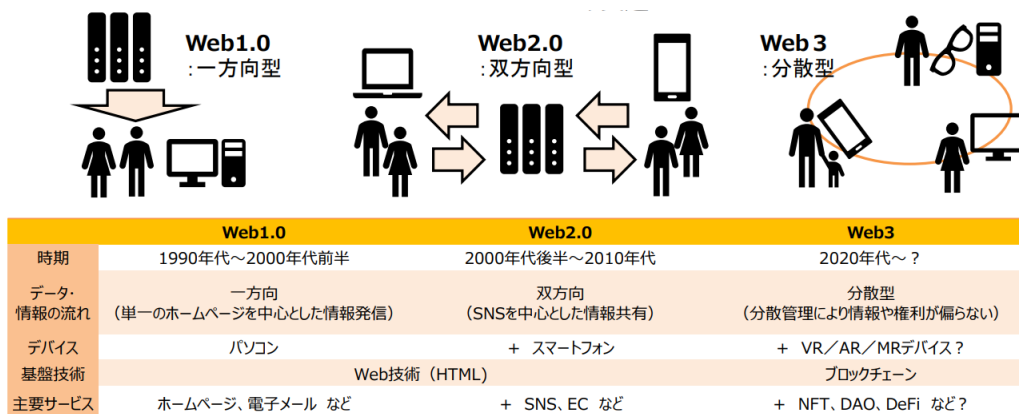 Web1.0
:一方向型
Web2.0
:双方向型
Web3
:分散型
Web1.0 Web2.0 Web3
時期 1990年代～2000年代前半 2000年代後半～2010年代 2020年代～？
データ・
情報の流れ
一方向
(単一のホームページを中心とした情報発信)
双方向
(SNSを中心とした情報共有)
分散型
(分散管理により情報や権利が偏らない)
デバイス パソコン + スマートフォン + VR／AR／MRデバイス？
基盤技術 Web技術（HTML) ブロックチェーン
主要サービス ホームページ、電子メール など + SNS、EC など + NFT、DAO、DeFi など？